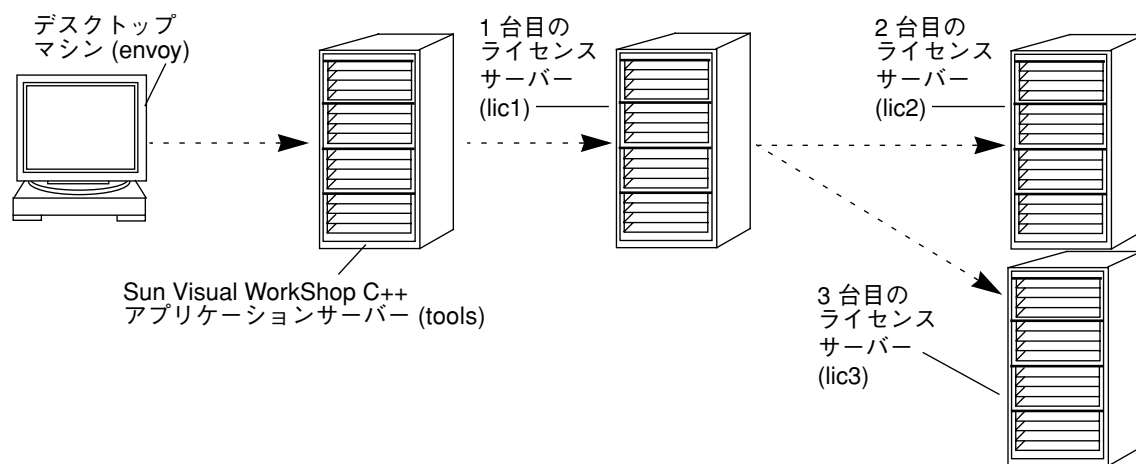 デスクトップ
マシン (envoy)
1 台目の
ライセンス
サーバー
(lic1)
2 台目の
ライセンス
サーバー
(lic2)
Sun Visual WorkShop C++
アプリケーションサーバー (tools)
3 台目の
ライセンス
サーバー
(lic3)